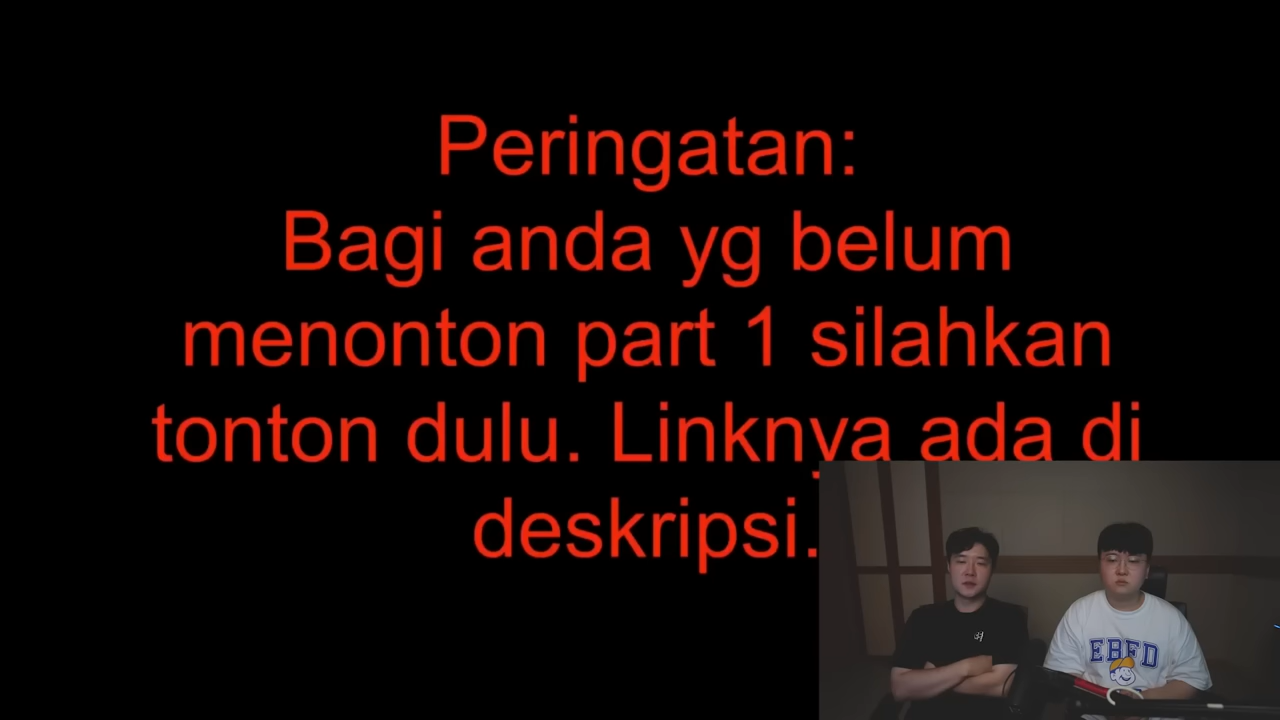 Peringatan:
Bagi anda yg belum
menonton part 1 silahkan
tonton dulu. Linknya ada di
deskripsi.
EBFD